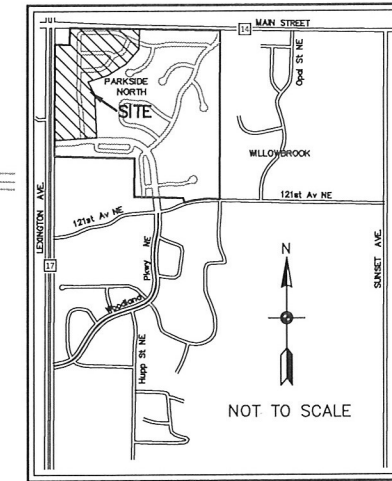 MAIN STREET
14
PARKSIDE
NORTH
SITE
Opal St NE
WILLOWBROOK
121st Av NE
121st Av NE
LEXINGTON AVE.
17
Pkwy NE
Woodland
Hupp St NE
SUNSET AVE.
N
NOT TO SCALE